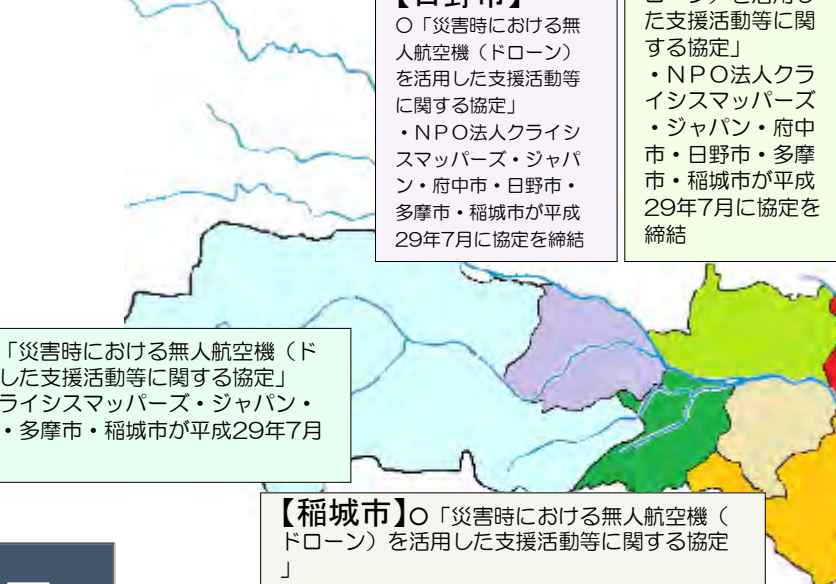 【日野市】
○「災害時における無
人航空機（ドローン）
を活用した支援活動等
に関する協定」
・ＮＰＯ法人クライシ
スマッパーズ・ジャパ
ン・府中市・日野市・
多摩市・稲城市が平成
29年7月に協定を締結
ローン）を活用し
た支援活動等に関
する協定」
・ＮＰＯ法人クラ
イシスマッパーズ
・ジャパン・府中
市・日野市・多摩
市・稲城市が平成
29年7月に協定を
締結
「災害時における無人航空機（ド
した支援活動等に関する協定」
ライシスマッパーズ・ジャパン・
・多摩市・稲城市が平成29年7月
【稲城市】○「災害時における無人航空機（
ドローン）を活用した支援活動等に関する協定
」